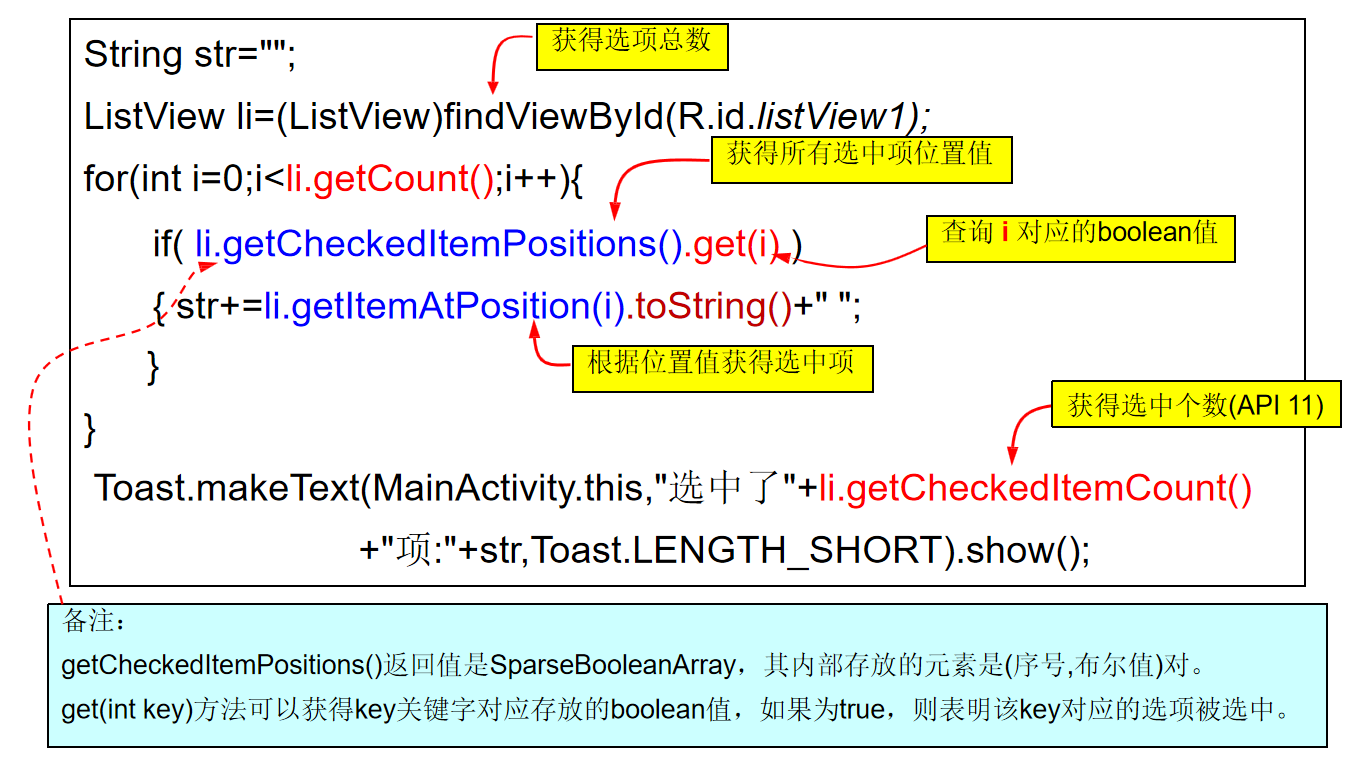 获得选项总数
String str="";
ListView li=(ListView)findViewById(R.id.listView1);
获得所有选中项位置值
for(int i=0;i<li.getCount();i++){
查询 i 对应的boolean值
if( li.getCheckedItemPositions().get(i) )
{ str+=li.getItemAtPosition(i).toString()+" ";
根据位置值获得选中项
}
获得选中个数(API 11)
}
Toast.makeText(MainActivity.this,"选中了"+li.getCheckedItemCount()
+"项:"+str,Toast.LENGTH_SHORT).show();
备注：
getCheckedItemPositions()返回值是SparseBooleanArray，其内部存放的元素是(序号,布尔值)对。
get(int key)方法可以获得key关键字对应存放的boolean值，如果为true，则表明该key对应的选项被选中。